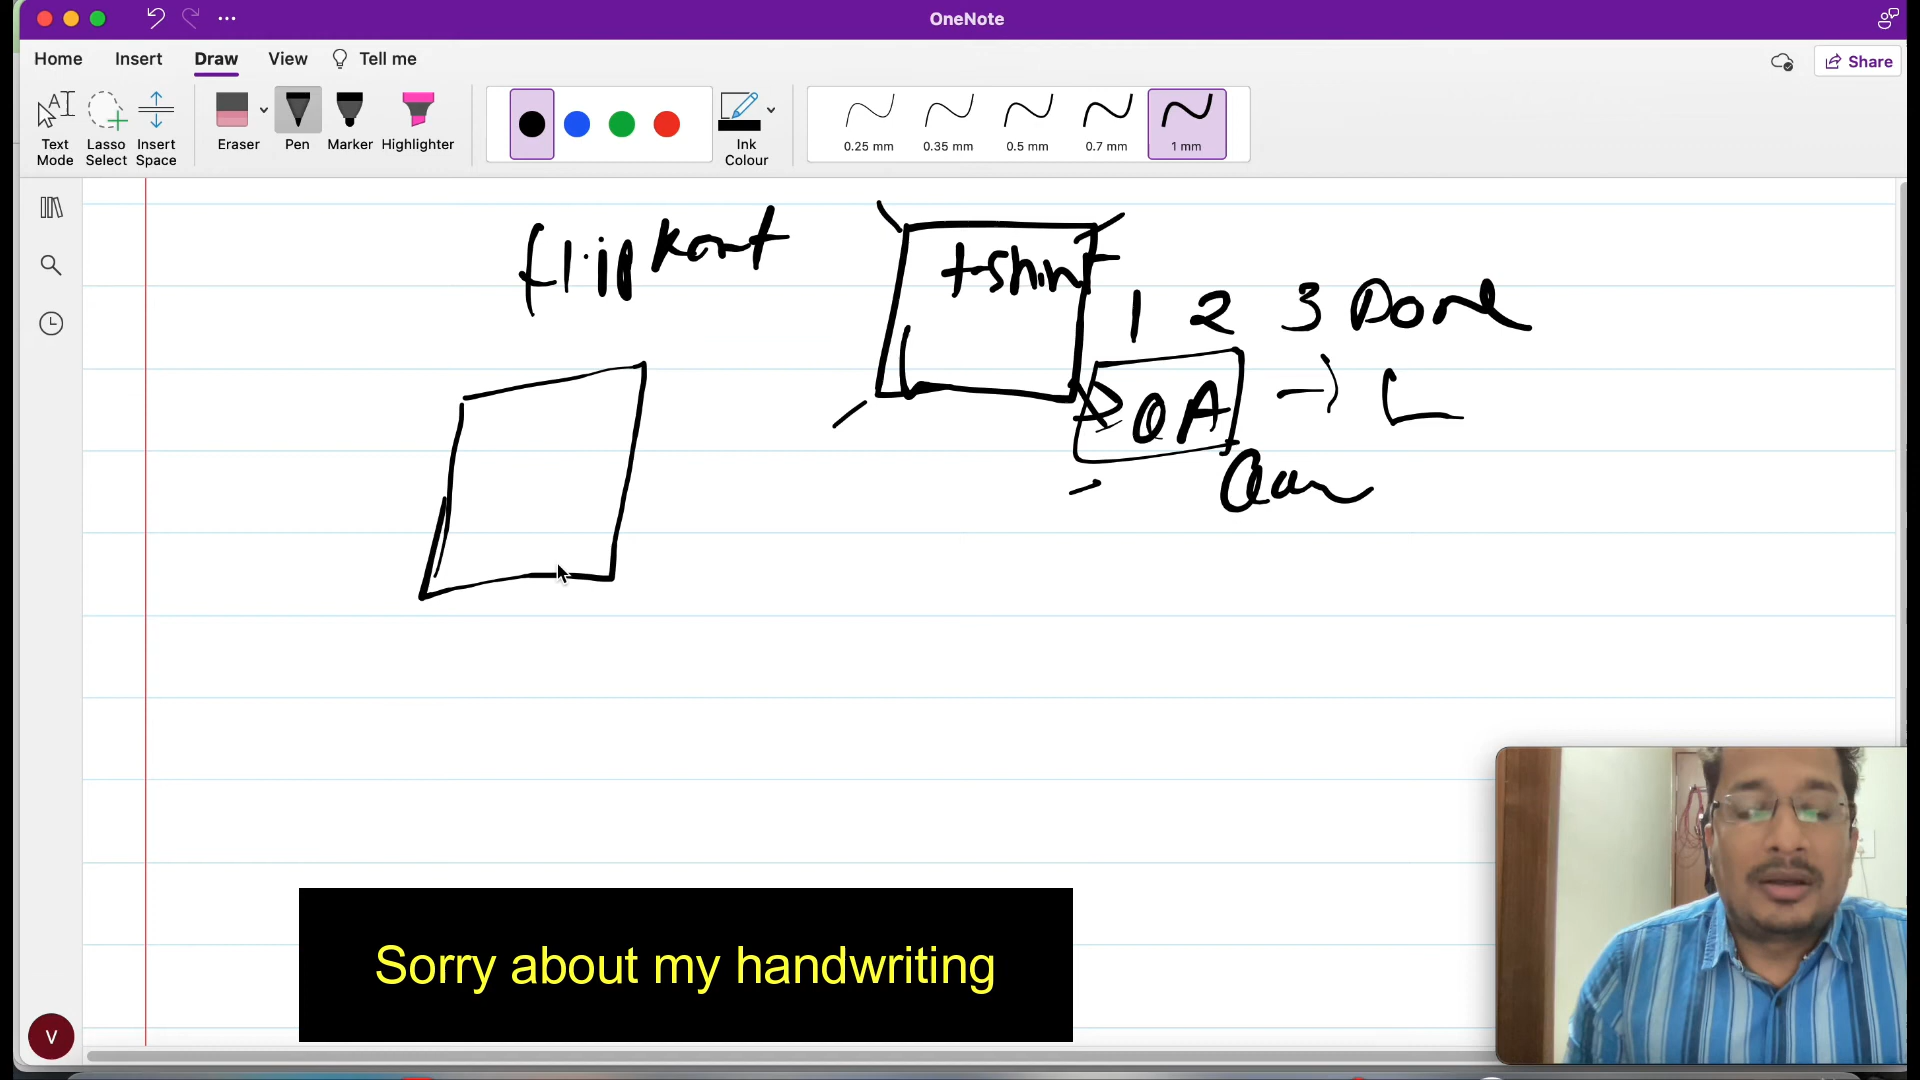 OneNote
Home Insert Draw View Tell me
Share
Text Mode
Lasso Select
Insert Space
Eraser
Pen
Marker
Highlighter
Ink Colour
0.25 mm
0.35 mm
0.5 mm
0.7 mm
1 mm
flipkart
t-shirt
1 2 3 Done
QA
V
Sorry about my handwriting